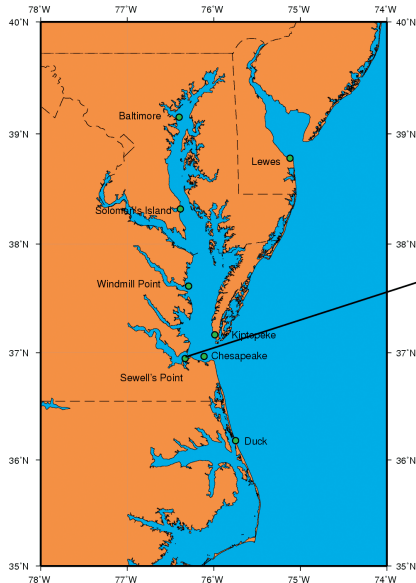 78°W 77°W 76°W 75°W 74°W
40°N 40°N
Baltimore
39°N 39°N
Lewes
Solomon's Island
38°N 38°N
Windmill Point
Kiptopeke
37°N Chesapeake 37°N
Sewell's Point
Duck
36°N 36°N
35°N 35°N
78°W 77°W 76°W 75°W 74°W